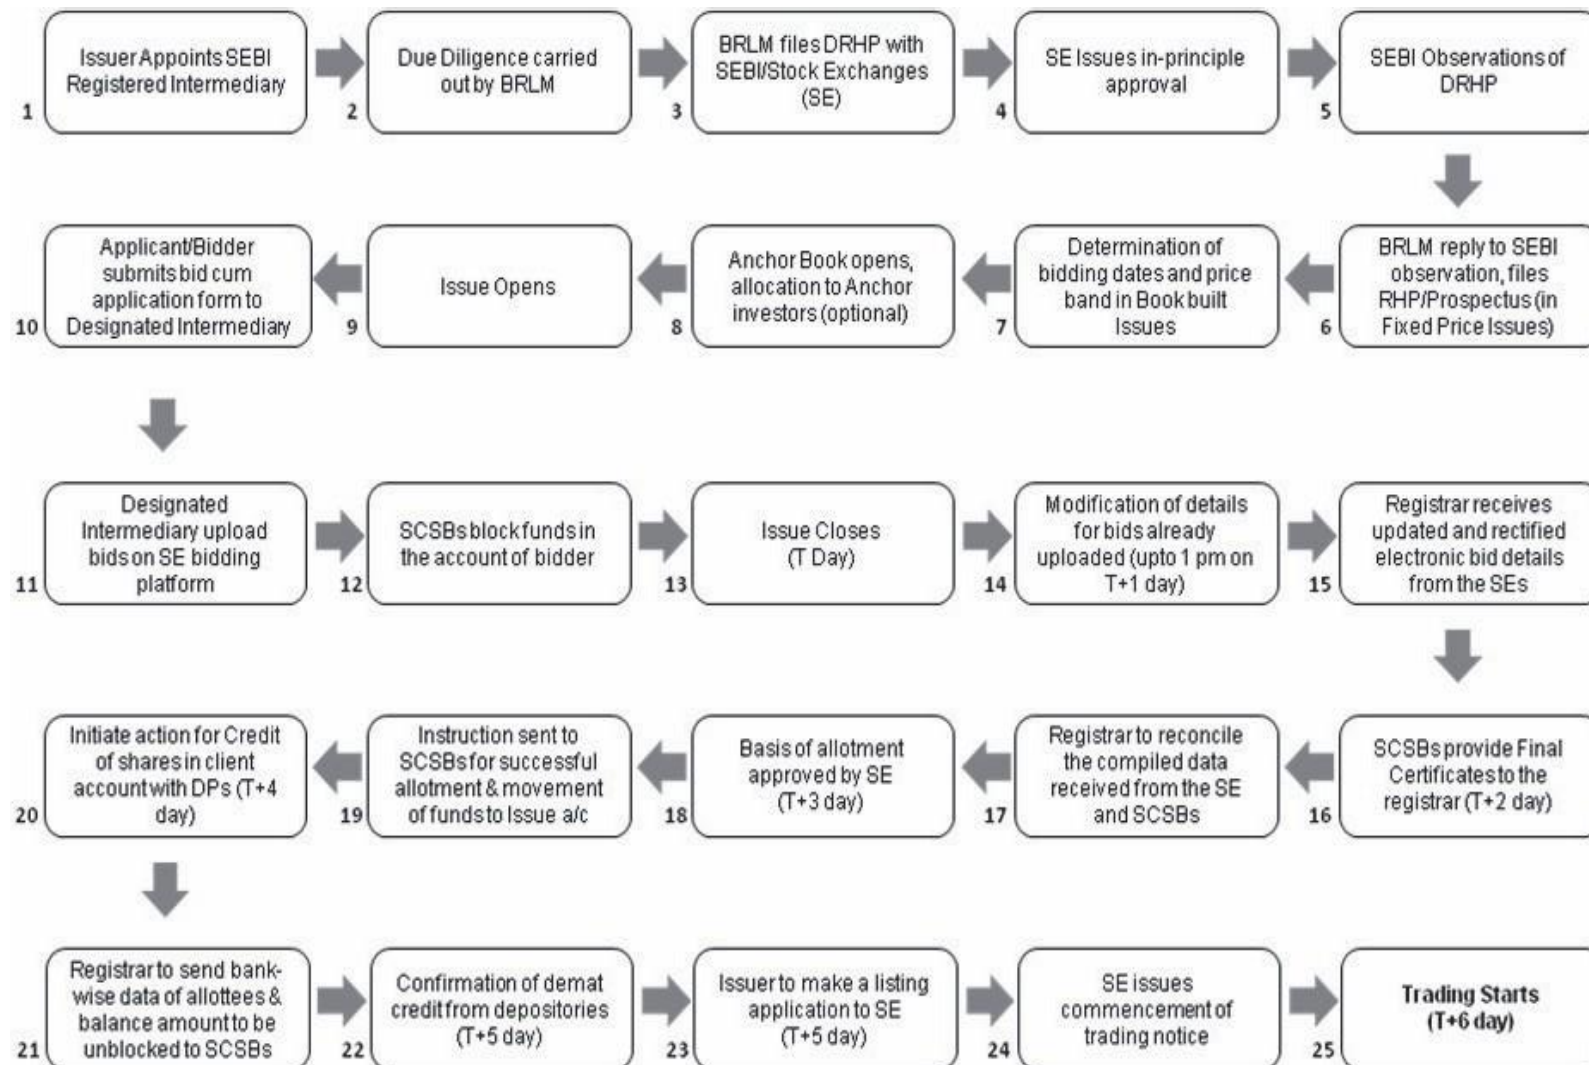 Issuer Appoints SEBI
Registered Intermediary
1
Due Diligence carried
out by BRLM
2
BRLM files DRHP with
SEBI/Stock Exchanges
(SE)
3
SE Issues in-principle
approval
4
SEBI Observations of
DRHP
5
BRLM reply to SEBI
observation, files
RHP/Prospectus (in
Fixed Price Issues)
6
Determination of
bidding dates and price
band in Book built
Issues
7
Anchor Book opens,
allocation to Anchor
investors (optional)
8
Issue Opens
9
Applicant/Bidder
submits bid cum
application form to
Designated Intermediary
10
Designated
Intermediary upload
bids on SE bidding
platform
11
SCSBs block funds in
the account of bidder
12
Issue Closes
(T Day)
13
Modification of details
for bids already
uploaded (upto 1 pm on
T+1 day)
14
Registrar receives
updated and rectified
electronic bid details
from the SEs
15
SCSBs provide Final
Certificates to the
registrar (T+2 day)
16
Registrar to reconcile
the compiled data
received from the SE
and SCSBs
17
Basis of allotment
approved by SE
(T+3 day)
18
Instruction sent to
SCSBs for successful
allotment & movement
of funds to Issue a/c
19
Initiate action for Credit
of shares in client
account with DPs (T+4
day)
20
Registrar to send bank-
wise data of allottees &
balance amount to be
unblocked to SCSBs
21
Confirmation of demat
credit from depositories
(T+5 day)
22
Issuer to make a listing
application to SE
(T+5 day)
23
SE issues
commencement of
trading notice
24
Trading Starts
(T+6 day)
25